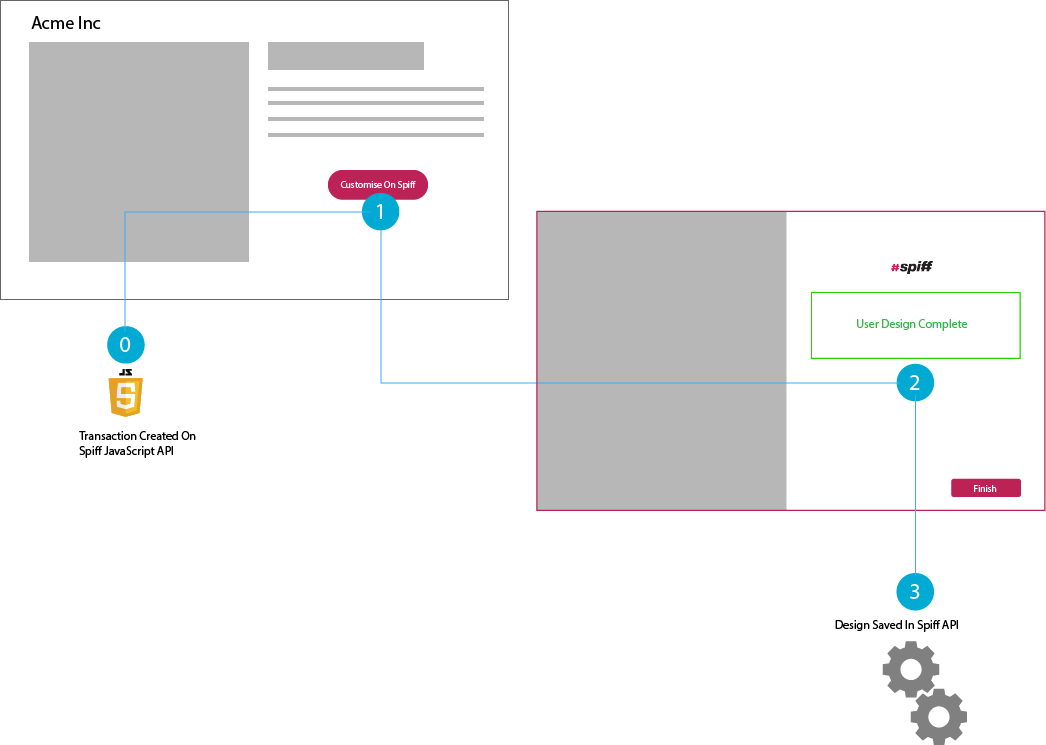 Acme Inc
Customise On Spiff
1
#spiff
User Design Complete
0
JS
5
Transaction Created On
Spiff JavaScript API
2
Finish
3
Design Saved In Spiff API